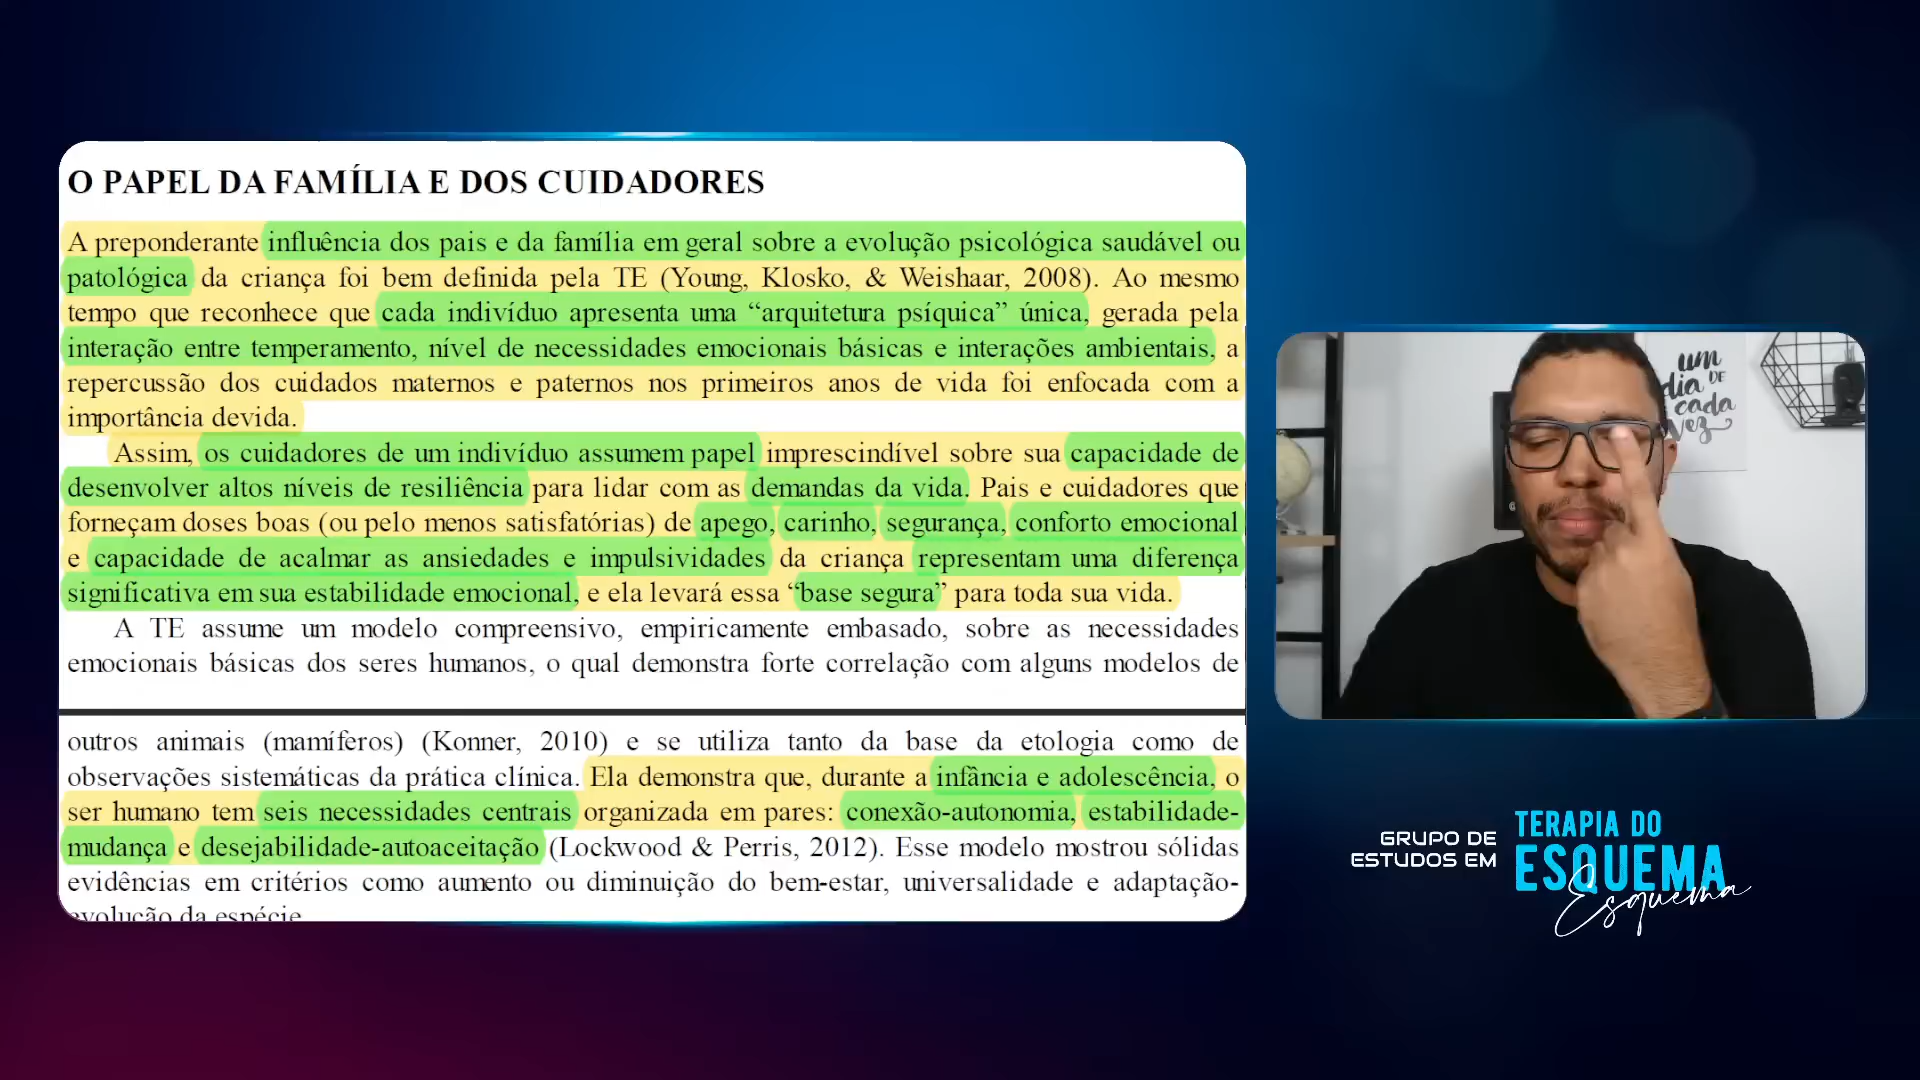 O PAPEL DA FAMÍLIA E DOS CUIDADORES
A preponderante influência dos pais e da família em geral sobre a evolução psicológica saudável ou
patológica da criança foi bem definida pela TE (Young, Klosko, & Weishaar, 2008). Ao mesmo
tempo que reconhece que cada indivíduo apresenta uma “arquitetura psíquica” única, gerada pela
interação entre temperamento, nível de necessidades emocionais básicas e interações ambientais, a
repercussão dos cuidados maternos e paternos nos primeiros anos de vida foi enfocada com a
importância devida.
Assim, os cuidadores de um indivíduo assumem papel imprescindível sobre sua capacidade de
desenvolver altos níveis de resiliência para lidar com as demandas da vida. Pais e cuidadores que
forneçam doses boas (ou pelo menos satisfatórias) de apego, carinho, segurança, conforto emocional
e capacidade de acalmar as ansiedades e impulsividades da criança representam uma diferença
significativa em sua estabilidade emocional, e ela levará essa “base segura” para toda sua vida.
A TE assume um modelo compreensivo, empiricamente embasado, sobre as necessidades
emocionais básicas dos seres humanos, o qual demonstra forte correlação com alguns modelos de
outros animais (mamíferos) (Konner, 2010) e se utiliza tanto da base da etologia como de
observações sistemáticas da prática clínica. Ela demonstra que, durante a infância e adolescência, o
ser humano tem seis necessidades centrais organizada em pares: conexão-autonomia, estabilidade-
mudança e desejabilidade-autoaceitação (Lockwood & Perris, 2012). Esse modelo mostrou sólidas
evidências em critérios como aumento ou diminuição do bem-estar, universalidade e adaptação-
evolução da espécie
um
dia DE
cada
vez
GRUPO DE
ESTUDOS EM
TERAPIA DO
ESQUEMA
Esquema